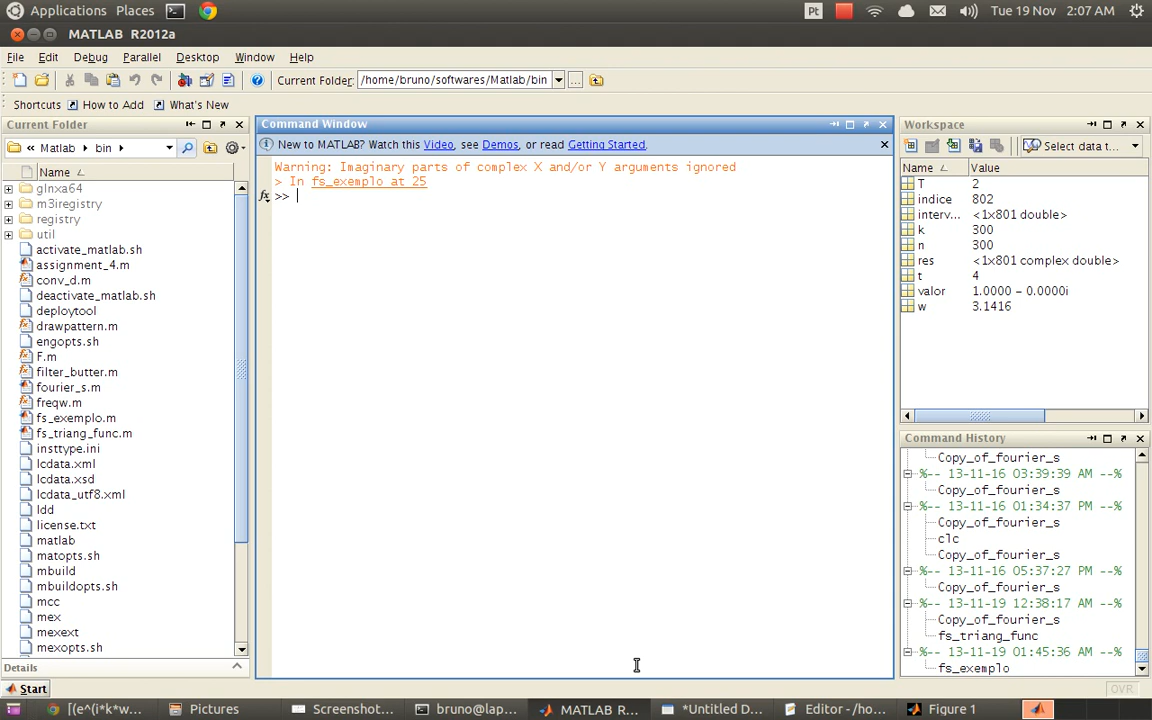 Applications Places Pt Tue 19 Nov 2:07 AM
MATLAB R2012a
File Edit Debug Parallel Desktop Window Help
Current Folder: /home/bruno/softwares/Matlab/bin ...
Shortcuts How to Add What's New
Current Folder
« Matlab ▸ bin ▸
Name
glnxa64
m3iregistry
registry
util
activate_matlab.sh
assignment_4.m
conv_d.m
deactivate_matlab.sh
deploytool
drawpattern.m
engopts.sh
F.m
filter_butter.m
fourier_s.m
freqw.m
fs_exemplo.m
fs_triang_func.m
insttype.ini
lcdata.xml
lcdata.xsd
lcdata_utf8.xml
ldd
license.txt
matlab
matopts.sh
mbuild
mbuildopts.sh
mcc
mex
mexext
mexopts.sh
Details
Command Window
New to MATLAB? Watch this Video, see Demos, or read Getting Started.
Warning: Imaginary parts of complex X and/or Y arguments ignored
> In fs_exemplo at 25
fx >>
Workspace
Select data t...
Name Value
T 2
indice 802
interv... <1x801 double>
k 300
n 300
res <1x801 complex double>
t 4
valor 1.0000 - 0.0000i
w 3.1416
Command History
Copy_of_fourier_s
%-- 13-11-16 03:39:39 AM --%
Copy_of_fourier_s
%-- 13-11-16 01:34:37 PM --%
Copy_of_fourier_s
clc
Copy_of_fourier_s
%-- 13-11-16 05:37:27 PM --%
Copy_of_fourier_s
%-- 13-11-19 12:38:17 AM --%
Copy_of_fourier_s
fs_triang_func
%-- 13-11-19 01:45:36 AM --%
fs_exemplo
Start OVR
[(e^(i*k*w... Pictures Screenshot... bruno@lap... MATLAB R... *Untitled D... Editor - /ho... Figure 1